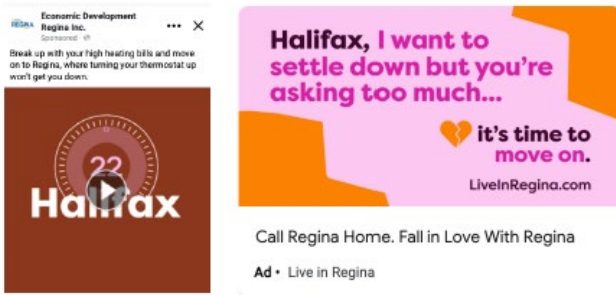 REGINA
Economic Development
Regina Inc.
Sponsored
Break up with your high heating bills and move
on to Regina, where turning your thermostat up
won't get you down.
22
Halifax
Halifax, I want to
settle down but you're
asking too much...
it's time to
move on.
LiveInRegina.com
Call Regina Home. Fall in Love With Regina
Ad • Live in Regina